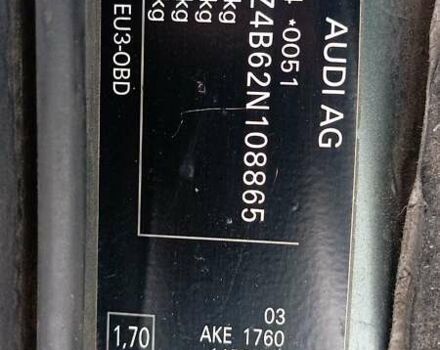 AUDI AG
*0051
Z4B62N108865
kg
kg
kg
kg
EU3-OBD
03
AKE 1760
1,70